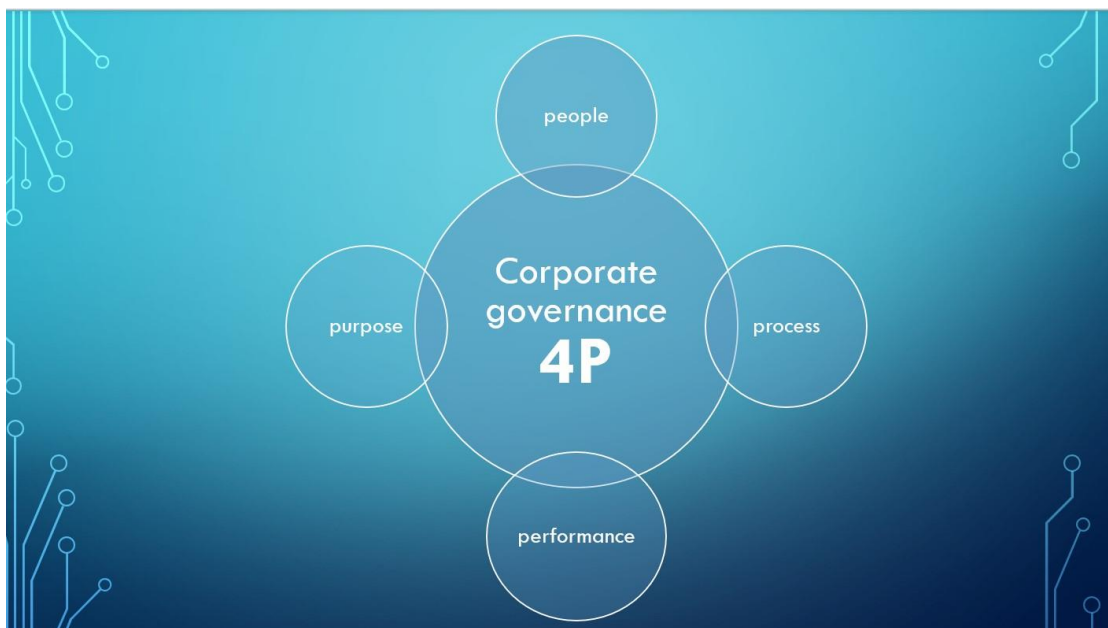 people
Corporate
governance
4P
purpose
process
performance